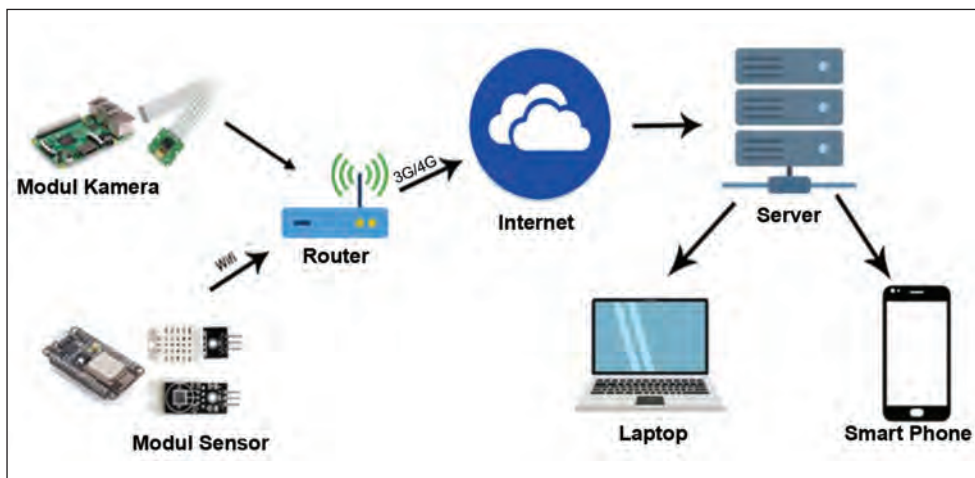 Modul Kamera
3G/4G
Internet
Server
Router
Wifi
Modul Sensor
Laptop
Smart Phone